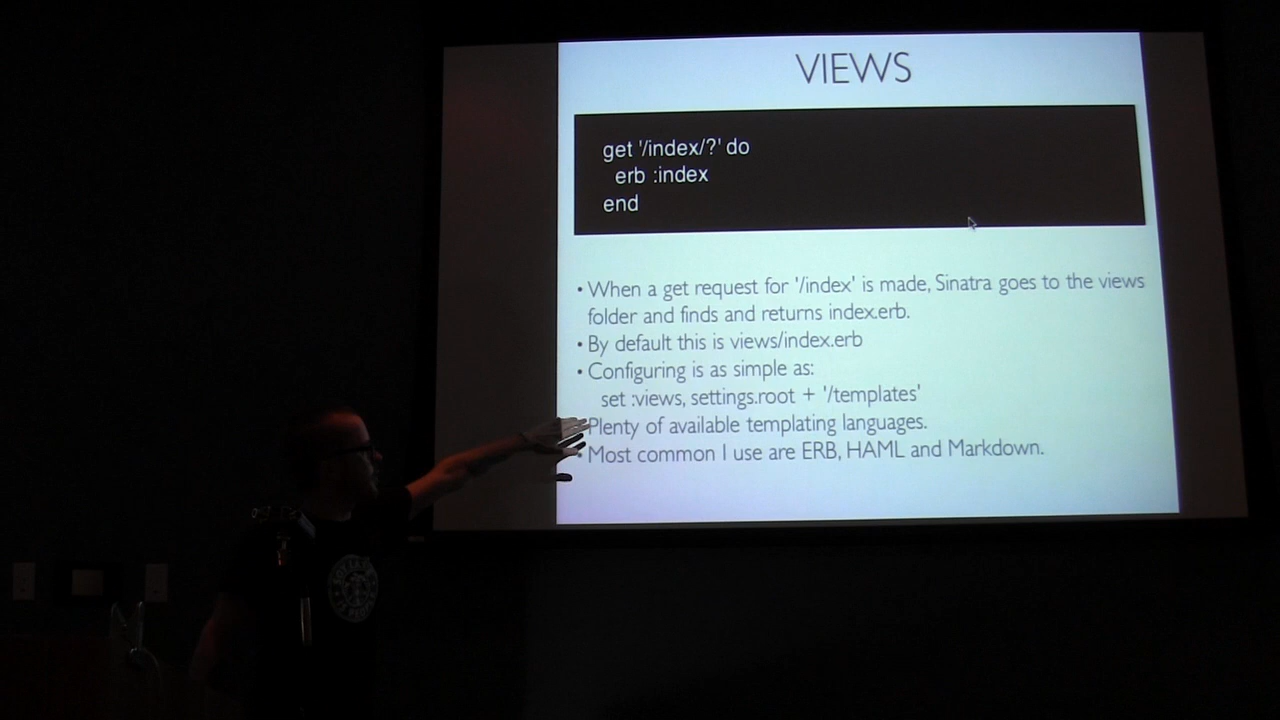 VIEWS
get '/index/?' do
erb :index
end
• When a get request for '/index' is made, Sinatra goes to the views
folder and finds and returns index.erb.
• By default this is views/index.erb
• Configuring is as simple as:
set :views, settings.root + '/templates'
Plenty of available templating languages.
• Most common I use are ERB, HAML and Markdown.